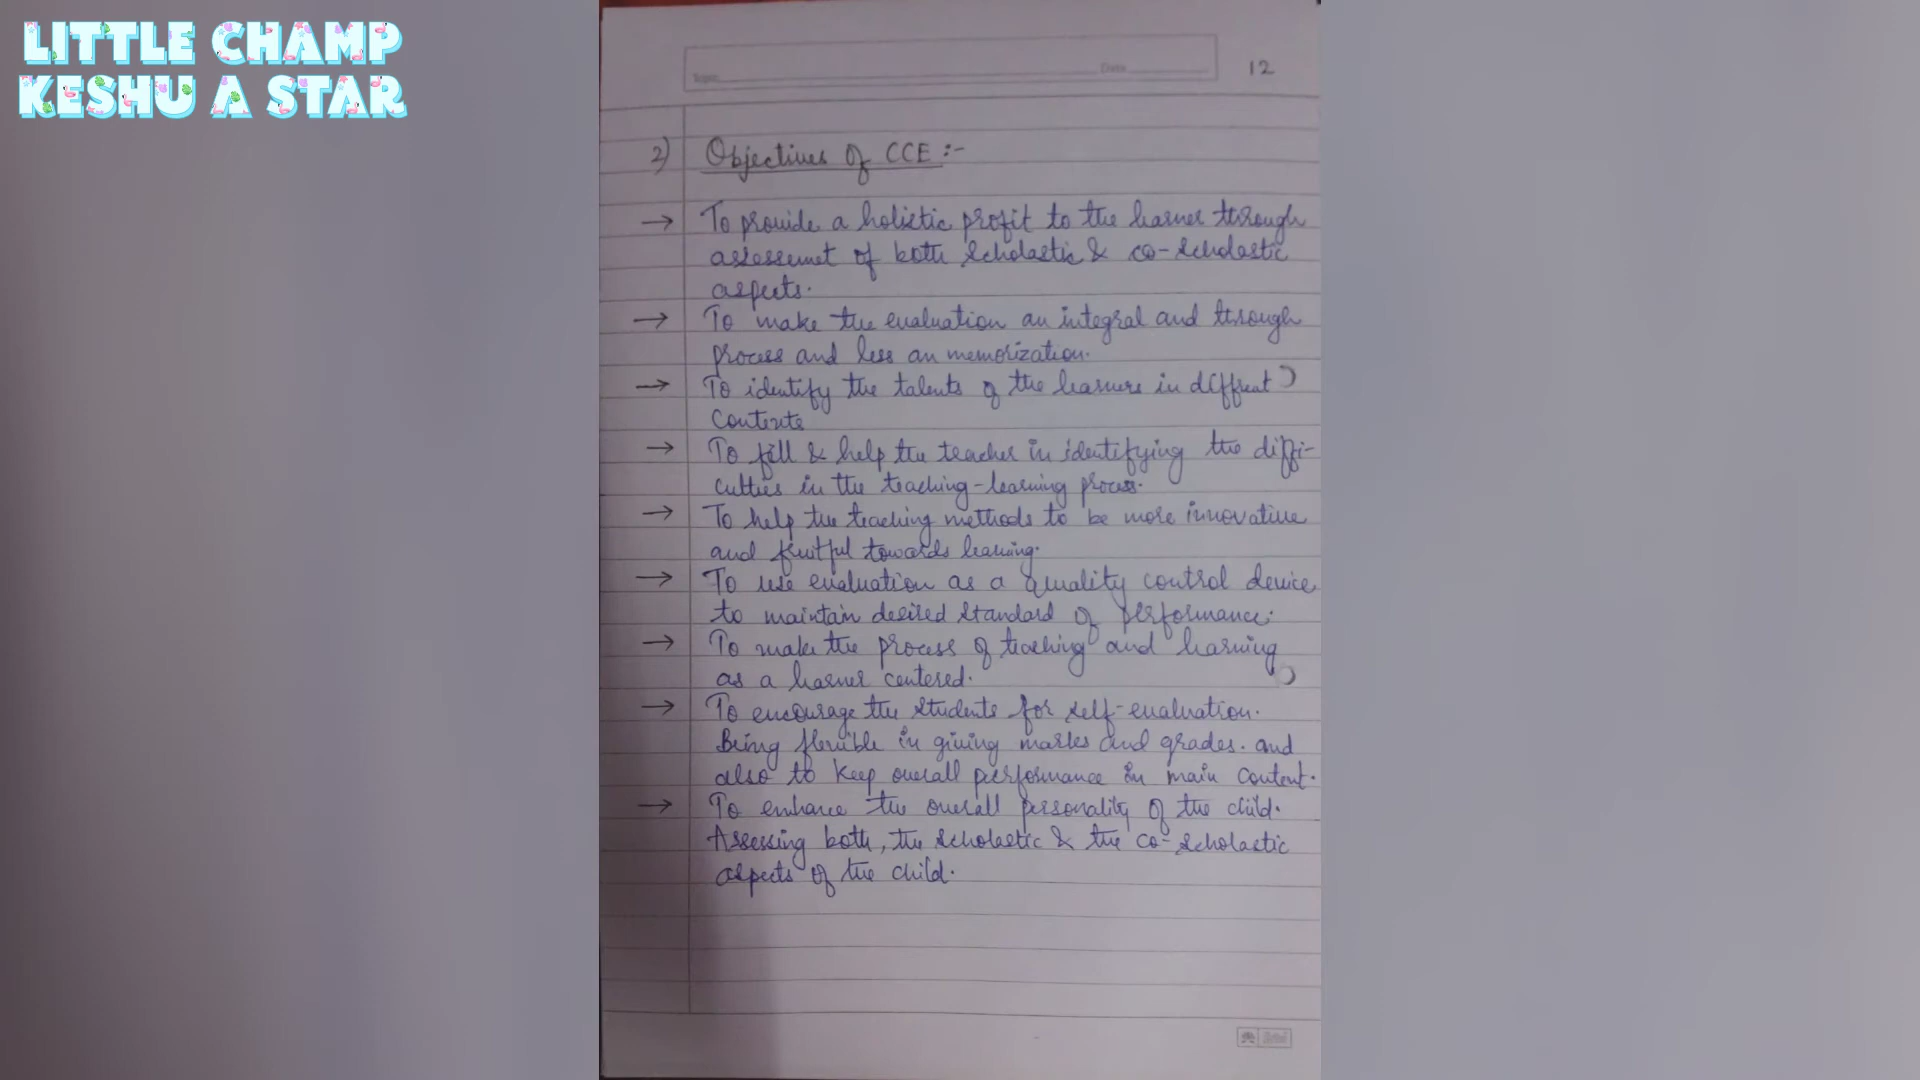 LITTLE CHAMP
KESHU A STAR
Date
12
2) Objectives of CCE :-
→ To provide a holistic profit to the learner through
assessemet of both scholastic & co-scholastic
aspects.
→ To make the evaluation an integral and through
process and less an memorization.
→ To identify the talents of the learners in diffreat
Contexts
→ To fill & help the teacher in identifying the diffi-
culties in the teaching-learning process.
→ To help the teaching methods to be more innovative
and fruitful towards learning.
→ To use evaluation as a quality control device
to maintain desired standard of performance.
→ To make the process of teaching and learning
as a learner centered.
→ To encourage the students for self-evaluation.
Being flexible in giving marks and grades. and
also to keep overall performance in main content.
→ To enhance the overall personality of the child.
Assessing both, the scholastic & the co-scholastic
aspects of the child.